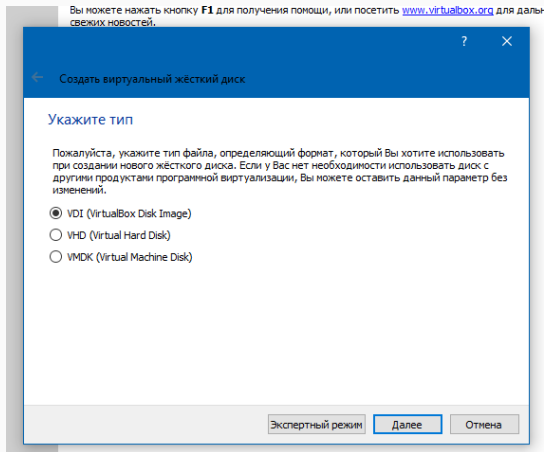 Вы можете нажать кнопку F1 для получения помощи, или посетить www.virtualbox.org для
свежих новостей.
?
Создать виртуальный жёсткий диск
Укажите тип
Пожалуйста, укажите тип файла, определяющий формат, который Вы хотите использовать
при создании нового жёсткого диска. Если у Вас нет необходимости использовать диск с
другими продуктами программной виртуализации, Вы можете оставить данный параметр без
изменений.
VDI (VirtualBox Disk Image)
VHD (Virtual Hard Disk)
VMDK (Virtual Machine Disk)
Экспертный режим Далее Отмена